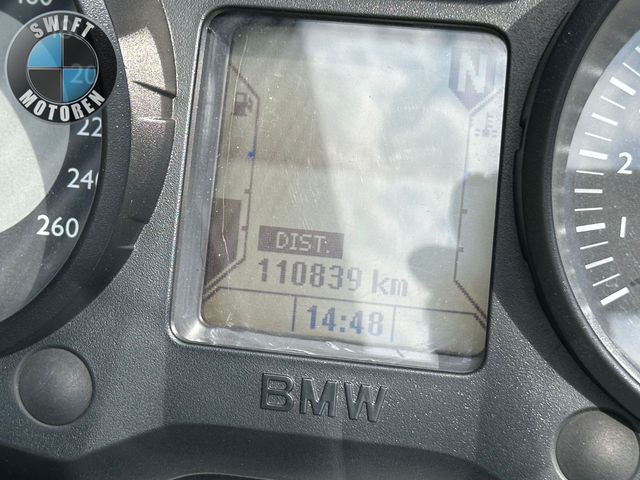 SWIFT
MOTOREN
220
240
260
N
DIST.
110839 km
14:48
BMW
2
1